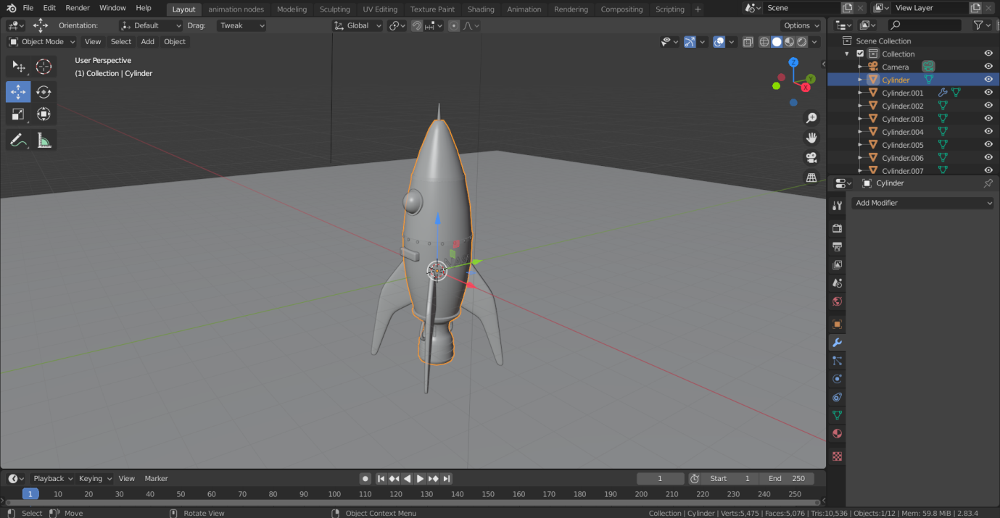 File Edit Render Window Help Layout animation nodes Modeling Sculpting UV Editing Texture Paint Shading Animation Rendering Compositing Scripting + Scene View Layer
Orientation: Default Drag: Tweak Global Options
Object Mode View Select Add Object
User Perspective
(1) Collection | Cylinder
Z
Y
X
Scene Collection
Collection
Camera
Cylinder
Cylinder.001
Cylinder.002
Cylinder.003
Cylinder.004
Cylinder.005
Cylinder.006
Cylinder.007
Cylinder
Add Modifier
Playback Keying View Marker 1 Start 1 End 250
1 10 20 30 40 50 60 70 80 90 100 110 120 130 140 150 160 170 180 190 200 210 220 230 240 250
Select Move Rotate View Object Context Menu Collection | Cylinder | Verts:5,475 | Faces:5,076 | Tris:10,536 | Objects:1/12 | Mem: 59.8 MiB | 2.83.4